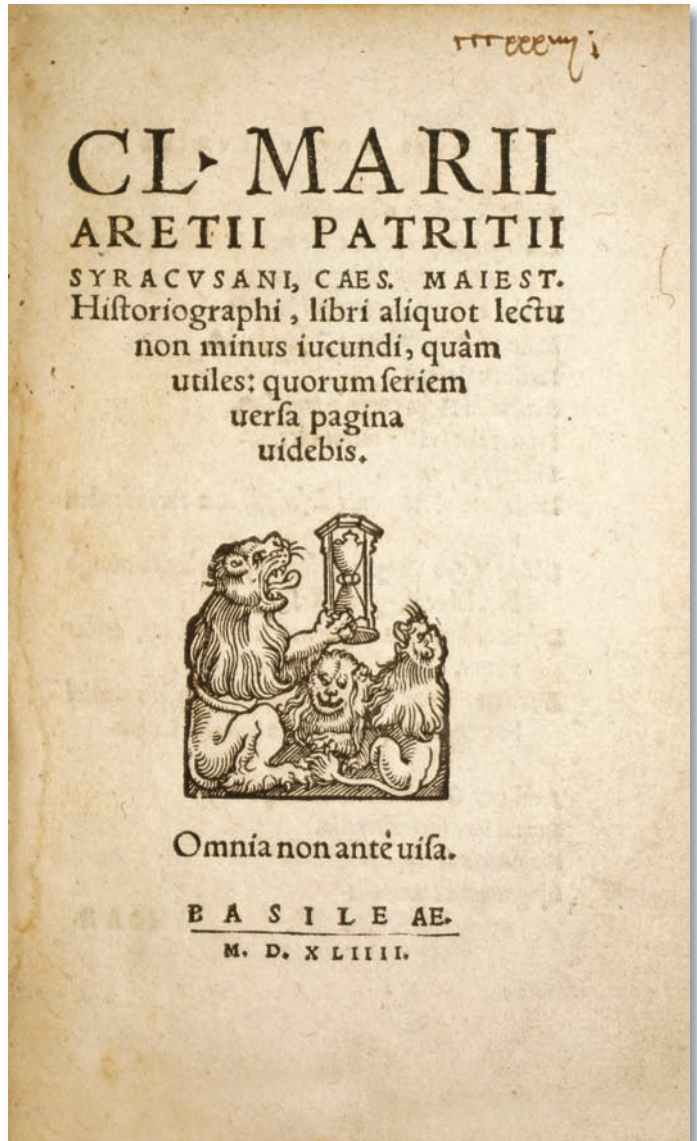 CL. MARII
ARETII PATRITII
SYRACVSANI, CAES. MAIEST.
Hiſtoriographi, libri aliquot lectu
non minus iucundi, quàm
utiles: quorum ſeriem
uerſa pagina
uidebis.
Omnia non antè uiſa.
BASILEAE.
M. D. XLIIII.